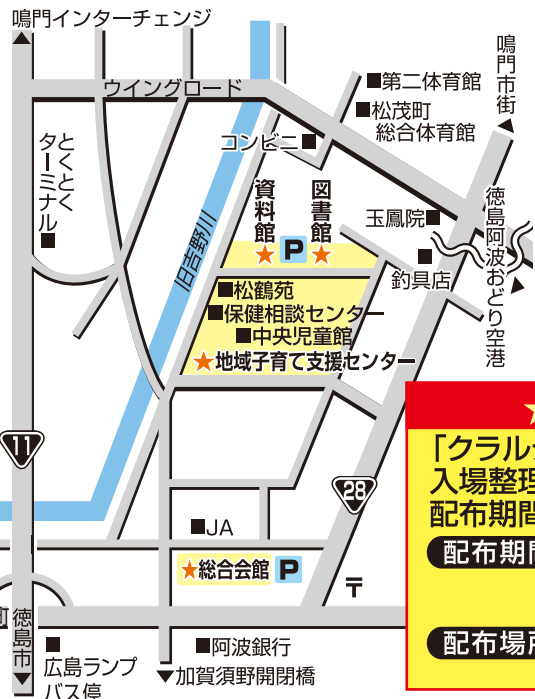 鳴門インターチェンジ
ウイングロード
■第二体育館
■松茂町
総合体育館
鳴門市街
コンビニ■
とくとく
ターミナル
■
資料館
★
P
図書館
★
玉鳳院■
釣具店
徳島阿波おどり空港
旧吉野川
■松鶴苑
■保健相談センター
■中央児童館
★地域子育て支援センター
11
28
■JA
★総合会館 P
〒
徳島市
■
広島ランプ
バス停
■阿波銀行
▼加賀須野開閉橋
★
「クラル
入場整理
配布期間
配布期間
配布場所